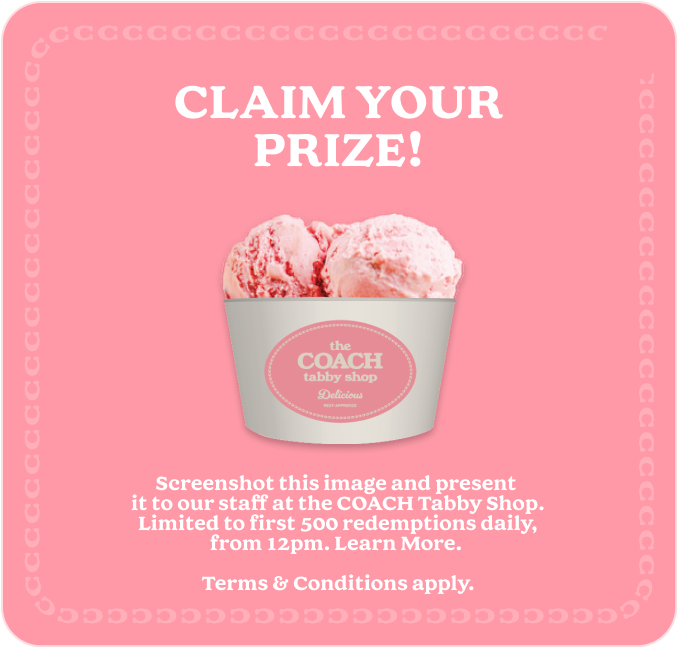 CLAIM YOUR
PRIZE!
the
COACH
tabby shop
Delicious
Screenshot this image and present
it to our staff at the COACH Tabby Shop.
Limited to first 500 redemptions daily,
from 12pm. Learn More.
Terms & Conditions apply.